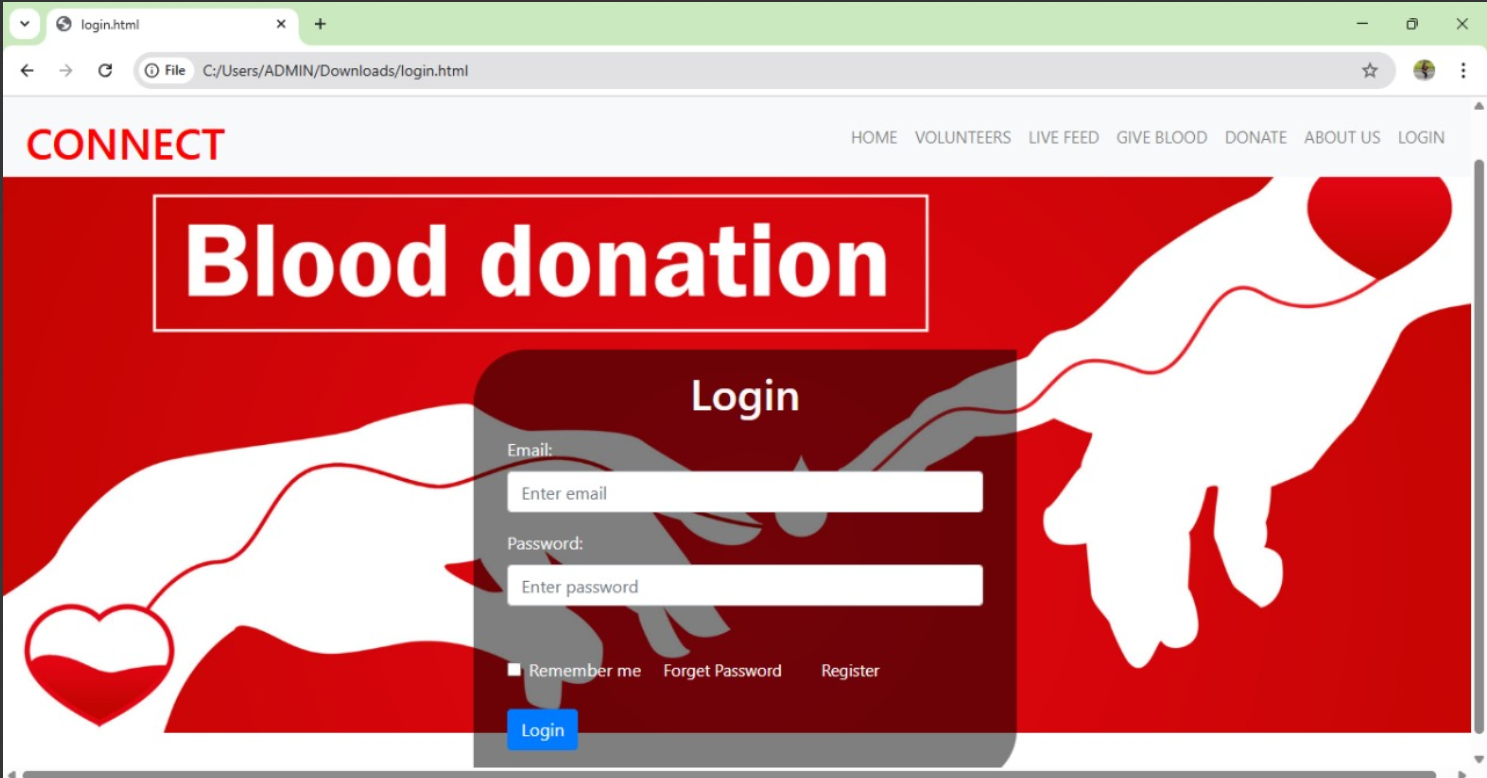 login.html
File C:/Users/ADMIN/Downloads/login.html
CONNECT
HOME VOLUNTEERS LIVE FEED GIVE BLOOD DONATE ABOUT US LOGIN
Blood donation
Login
Email:
Enter email
Password:
Enter password
Remember me Forget Password Register
Login